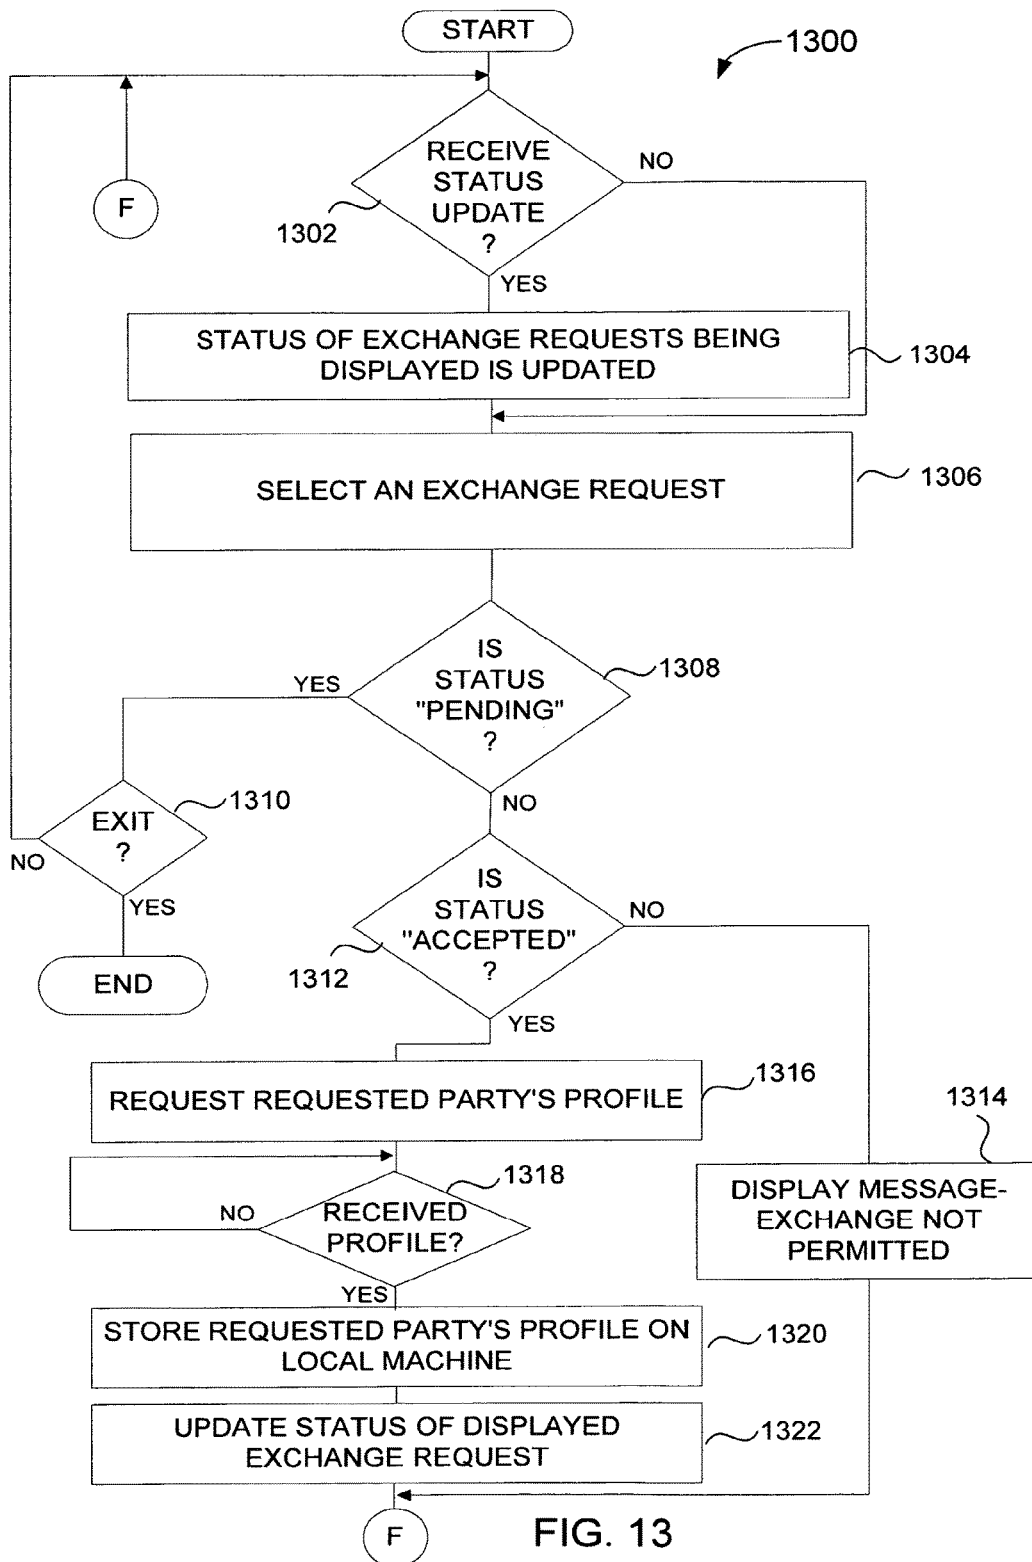 START
1300
RECEIVE
STATUS
UPDATE
?
NO
F
1302
YES
STATUS OF EXCHANGE REQUESTS BEING
DISPLAYED IS UPDATED
1304
SELECT AN EXCHANGE REQUEST
1306
IS
STATUS
"PENDING"
?
1308
YES
NO
EXIT
?
1310
NO
YES
END
IS
STATUS
"ACCEPTED"
?
NO
1312
YES
REQUEST REQUESTED PARTY'S PROFILE
1316
1314
RECEIVED
PROFILE?
1318
NO
YES
DISPLAY MESSAGE-
EXCHANGE NOT
PERMITTED
STORE REQUESTED PARTY'S PROFILE ON
LOCAL MACHINE
1320
UPDATE STATUS OF DISPLAYED
EXCHANGE REQUEST
1322
F
FIG. 13